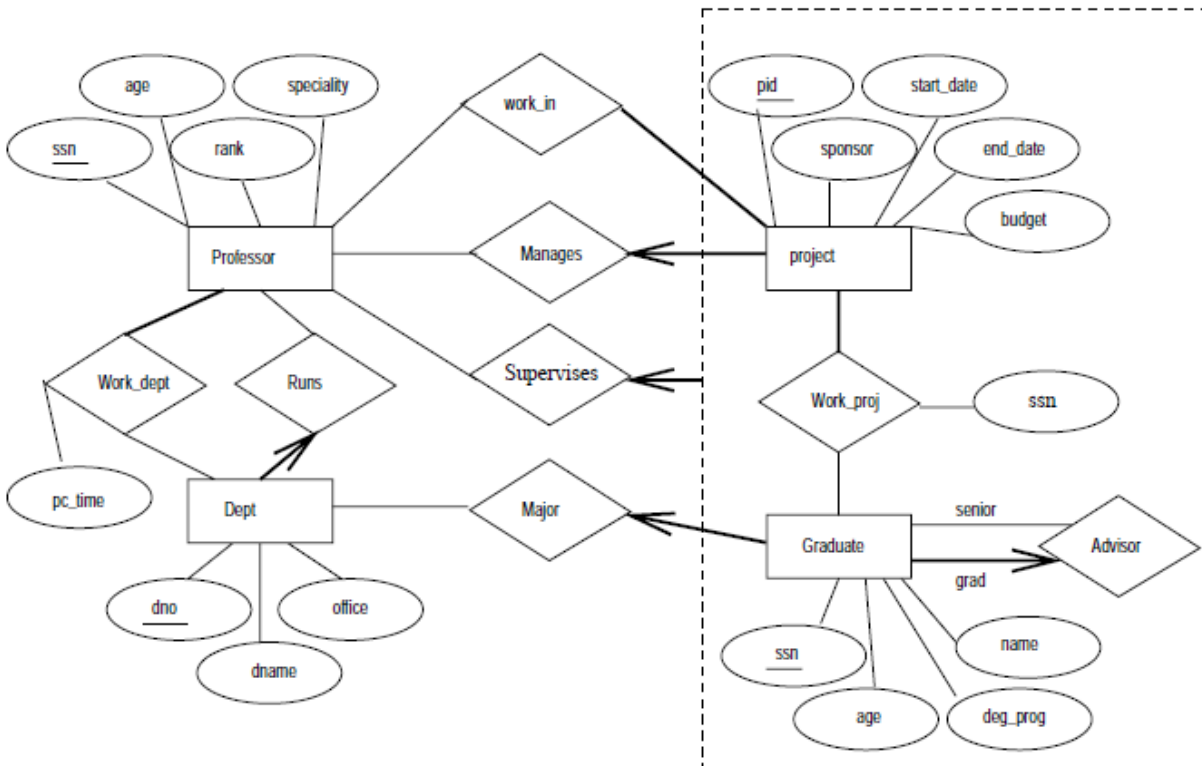 age
speciality
ssn
rank
work_in
pid
start_date
sponsor
end_date
budget
Professor
Manages
project
Work_dept
Runs
Supervises
Work_proj
ssn
pc_time
Dept
Major
senior
Graduate
Advisor
grad
dno
office
dname
ssn
name
age
deg_prog